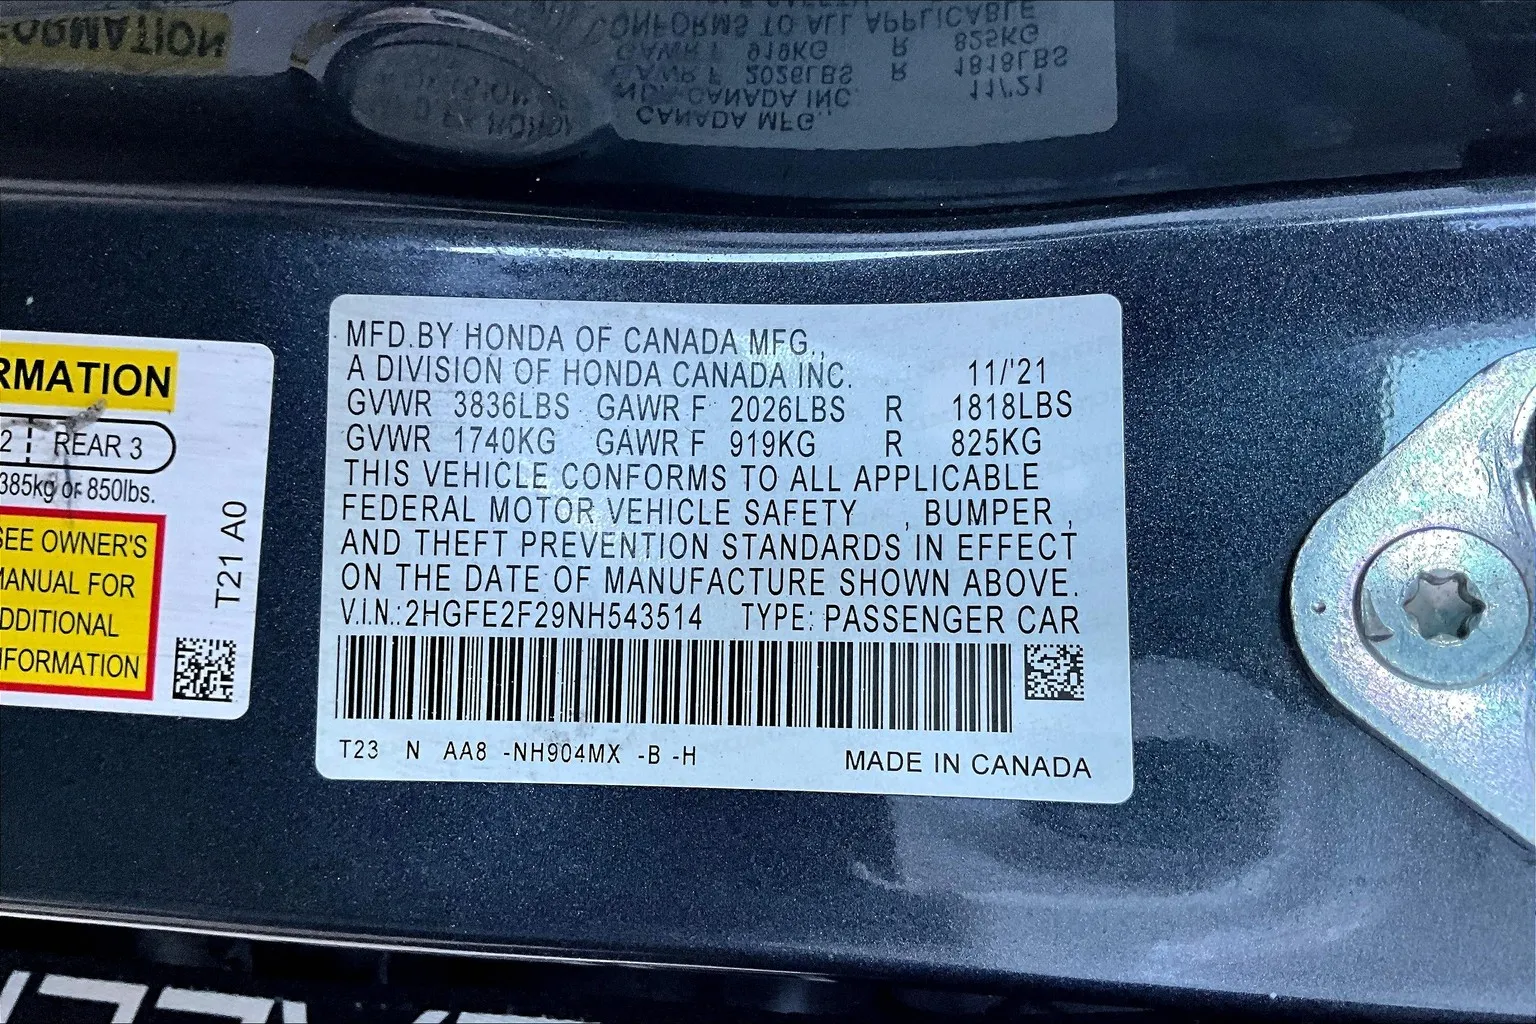 RMATION
2 REAR 3
385kg or 850lbs.
SEE OWNER'S
MANUAL FOR
ADDITIONAL
INFORMATION
T21 A0
MFD.BY HONDA OF CANADA MFG.,
A DIVISION OF HONDA CANADA INC. 11/'21
GVWR 3836LBS GAWR F 2026LBS R 1818LBS
GVWR 1740KG GAWR F 919KG R 825KG
THIS VEHICLE CONFORMS TO ALL APPLICABLE
FEDERAL MOTOR VEHICLE SAFETY , BUMPER ,
AND THEFT PREVENTION STANDARDS IN EFFECT
ON THE DATE OF MANUFACTURE SHOWN ABOVE.
V.I.N.:2HGFE2F29NH543514 TYPE: PASSENGER CAR
T23 N AA8 -NH904MX -B -H
MADE IN CANADA